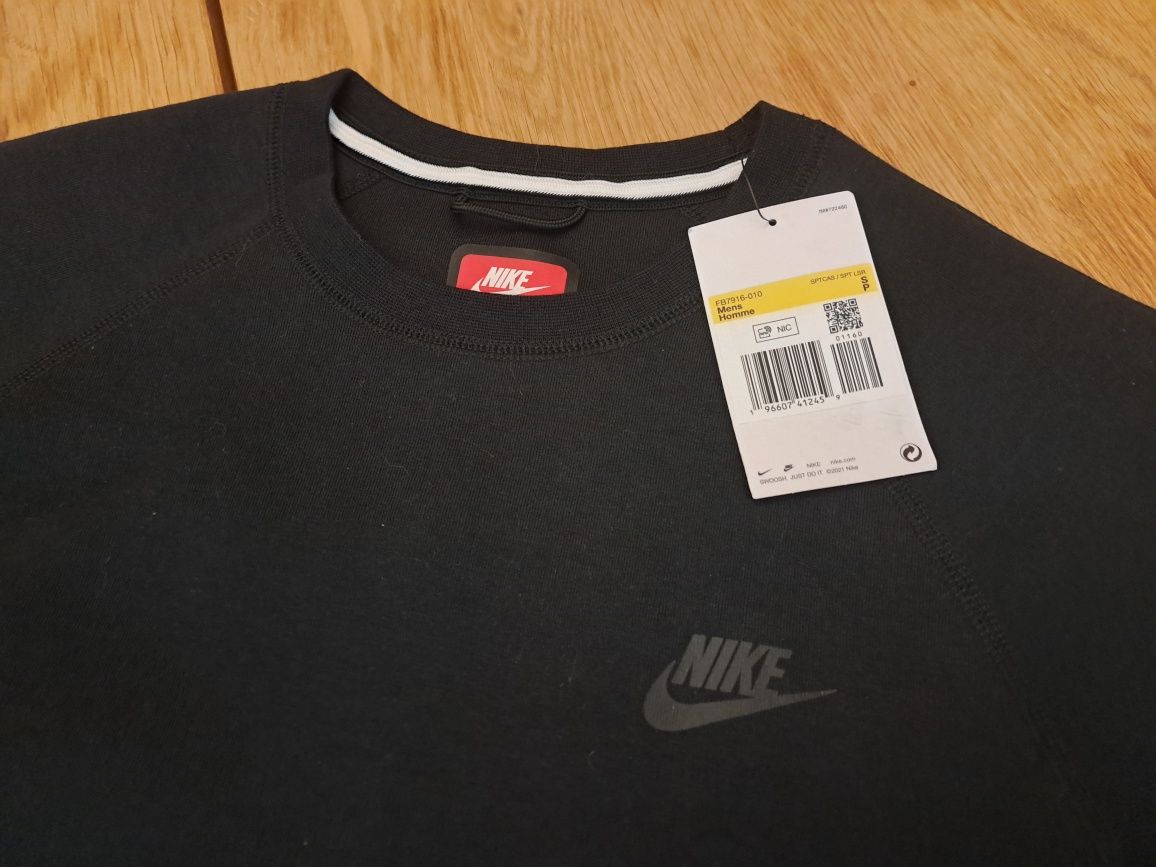 NIKE
SPTCAS / SPT LSR
S
P
FB7916-010
Mens
Homme
NIC
01160
1 96607 41245 9
NIKE nike.com
SWOOSH, JUST DO IT ©2021 Nike
NIKE